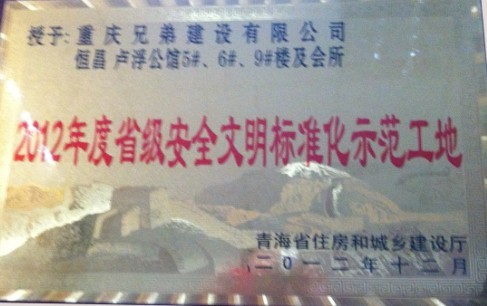 授于:重庆兄弟建设有限公司
恒昌 卢浮公馆5#、6#、9#楼及会所
2012年度省级安全文明标准化示范工地
青海省住房和城乡建设厅
二〇一二年十二月